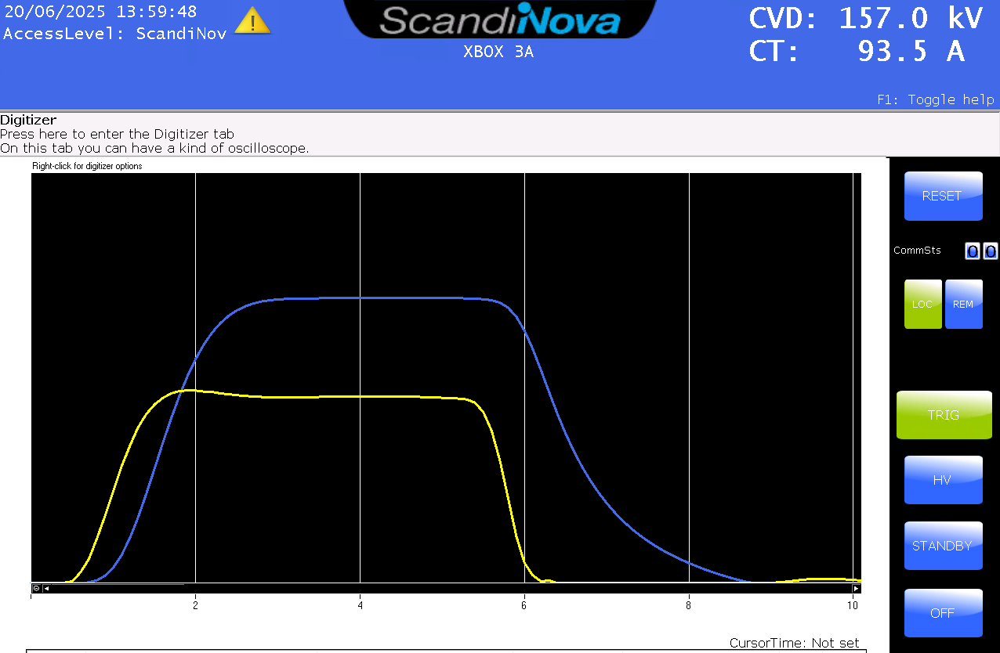 20/06/2025 13:59:48
AccessLevel: ScandiNov
ScandiNova
XBOX 3A
CVD: 157.0 kV
CT: 93.5 A
F1: Toggle help
Digitizer
Press here to enter the Digitizer tab
On this tab you can have a kind of oscilloscope.
Right-click for digitizer options
2 4 6 8 10
CursorTime: Not set
RESET
CommSts 0 0
LOC REM
TRIG
HV
STANDBY
OFF